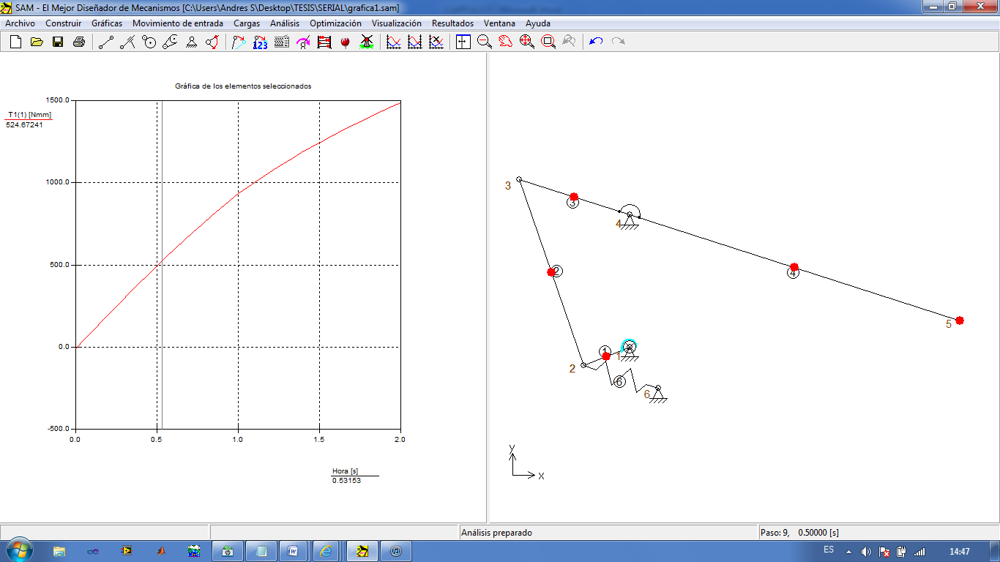 SAM - El Mejor Diseñador de Mecanismos [C:\Users\Andres S\Desktop\TESIS\SERIAL\grafica1.sam]
Archivo Construir Gráficas Movimiento de entrada Cargas Análisis Optimización Visualización Resultados Ventana Ayuda
123
Gráfica de los elementos seleccionados
T1(1) [Nmm]
524.67241
1500.0
1000.0
500.0
0.0
-500.0
0.0 0.5 1.0 1.5 2.0
Hora [s]
0.53153
3
3
4
2
4
5
1
1
2
6
6
y
x
Análisis preparado
Paso: 9, 0.50000 [s]
ES
14:47